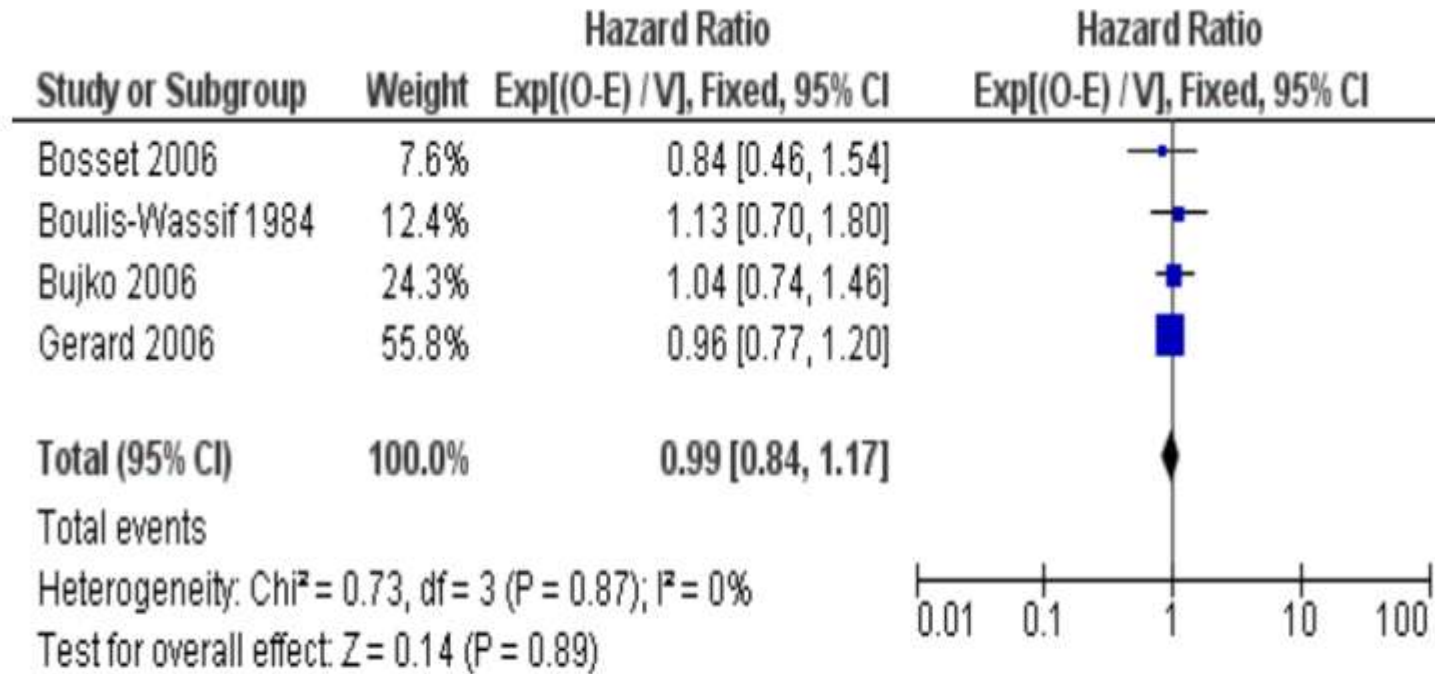 Hazard Ratio Hazard Ratio
Study or Subgroup Weight Exp[(O-E) / V], Fixed, 95% CI Exp[(O-E) / V], Fixed, 95% CI
Bosset 2006 7.6% 0.84 [0.46, 1.54]
Boulis-Wassif 1984 12.4% 1.13 [0.70, 1.80]
Bujko 2006 24.3% 1.04 [0.74, 1.46]
Gerard 2006 55.8% 0.96 [0.77, 1.20]
Total (95% CI) 100.0% 0.99 [0.84, 1.17]
Total events
Heterogeneity: Chi² = 0.73, df = 3 (P = 0.87); I² = 0%
Test for overall effect: Z = 0.14 (P = 0.89)
0.01 0.1 1 10 100